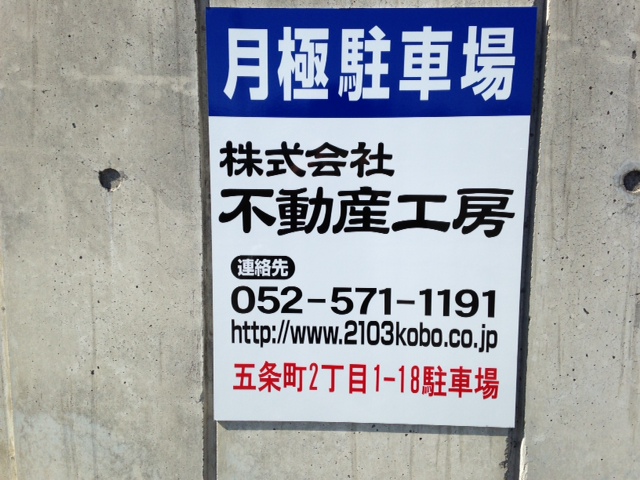 月極駐車場
株式会社
不動産工房
連絡先
052-571-1191
http://www.2103kobo.co.jp
五条町2丁目1-18駐車場